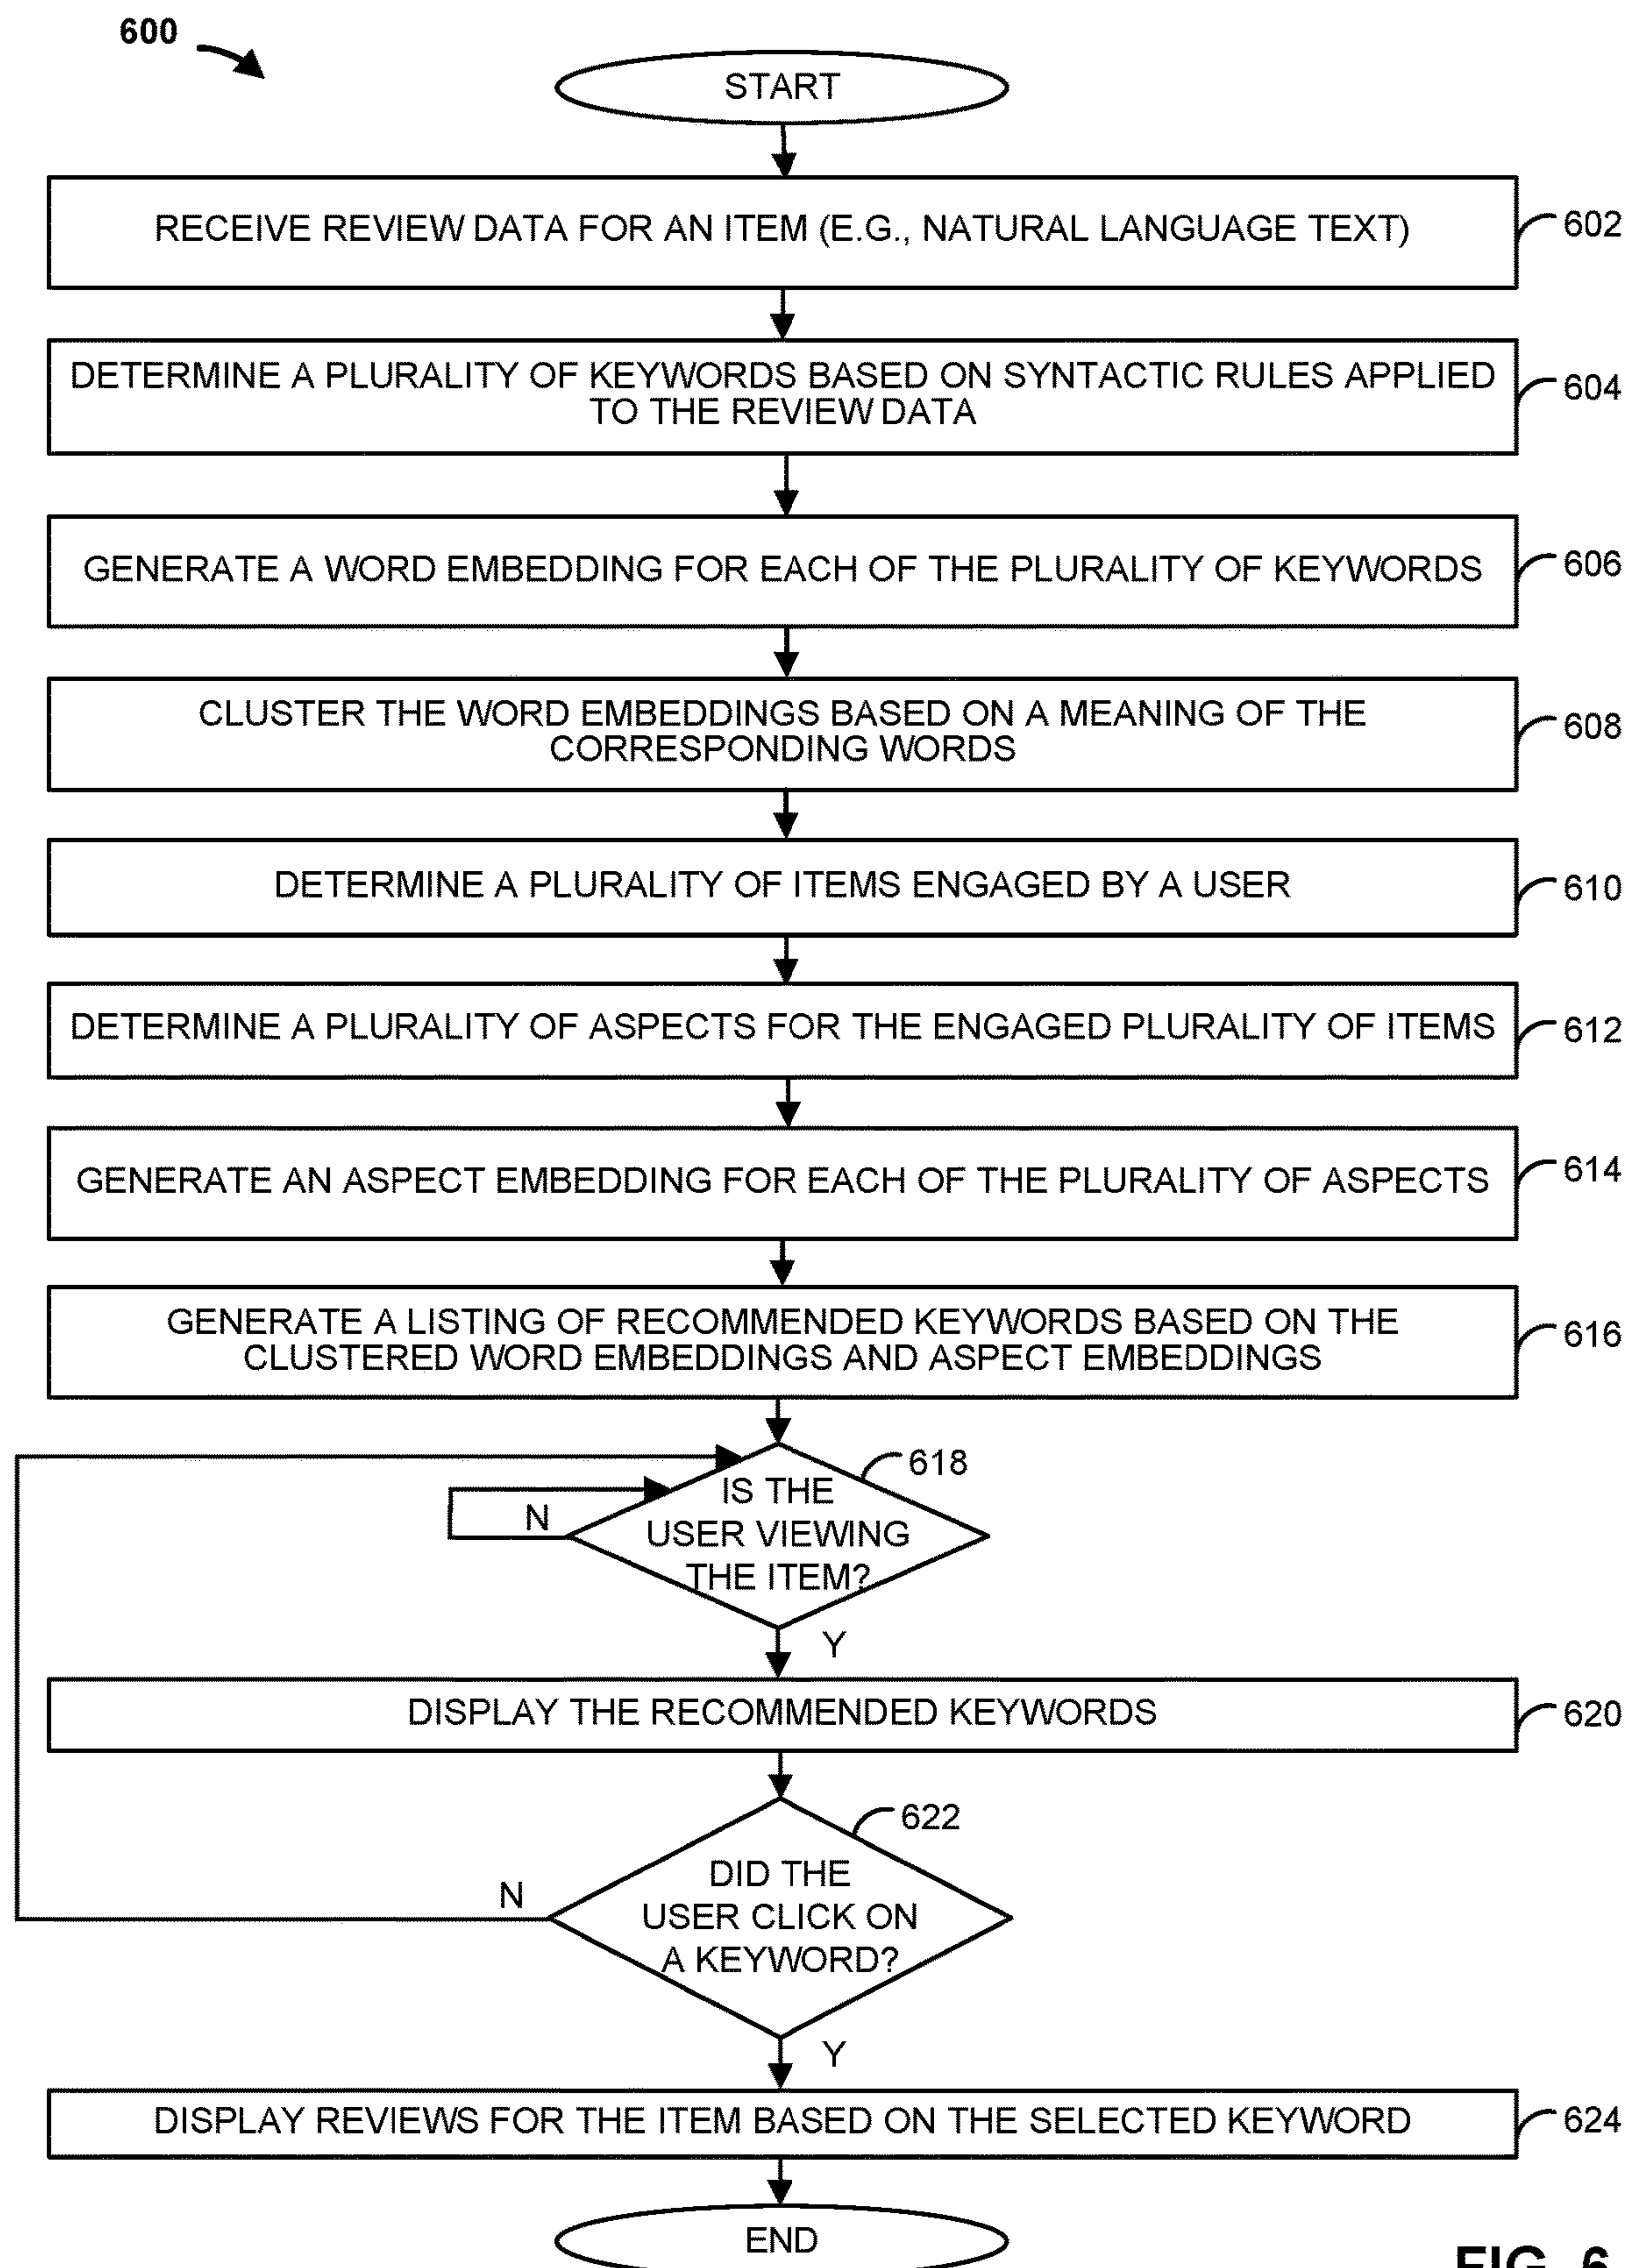 600
START
RECEIVE REVIEW DATA FOR AN ITEM (E.G., NATURAL LANGUAGE TEXT)
602
DETERMINE A PLURALITY OF KEYWORDS BASED ON SYNTACTIC RULES APPLIED
TO THE REVIEW DATA
604
GENERATE A WORD EMBEDDING FOR EACH OF THE PLURALITY OF KEYWORDS
606
CLUSTER THE WORD EMBEDDINGS BASED ON A MEANING OF THE
CORRESPONDING WORDS
608
DETERMINE A PLURALITY OF ITEMS ENGAGED BY A USER
610
DETERMINE A PLURALITY OF ASPECTS FOR THE ENGAGED PLURALITY OF ITEMS
612
GENERATE AN ASPECT EMBEDDING FOR EACH OF THE PLURALITY OF ASPECTS
614
GENERATE A LISTING OF RECOMMENDED KEYWORDS BASED ON THE
CLUSTERED WORD EMBEDDINGS AND ASPECT EMBEDDINGS
616
618
IS THE
USER VIEWING
THE ITEM?
N
Y
DISPLAY THE RECOMMENDED KEYWORDS
620
622
DID THE
USER CLICK ON
A KEYWORD?
N
Y
DISPLAY REVIEWS FOR THE ITEM BASED ON THE SELECTED KEYWORD
624
END
FIG. 6